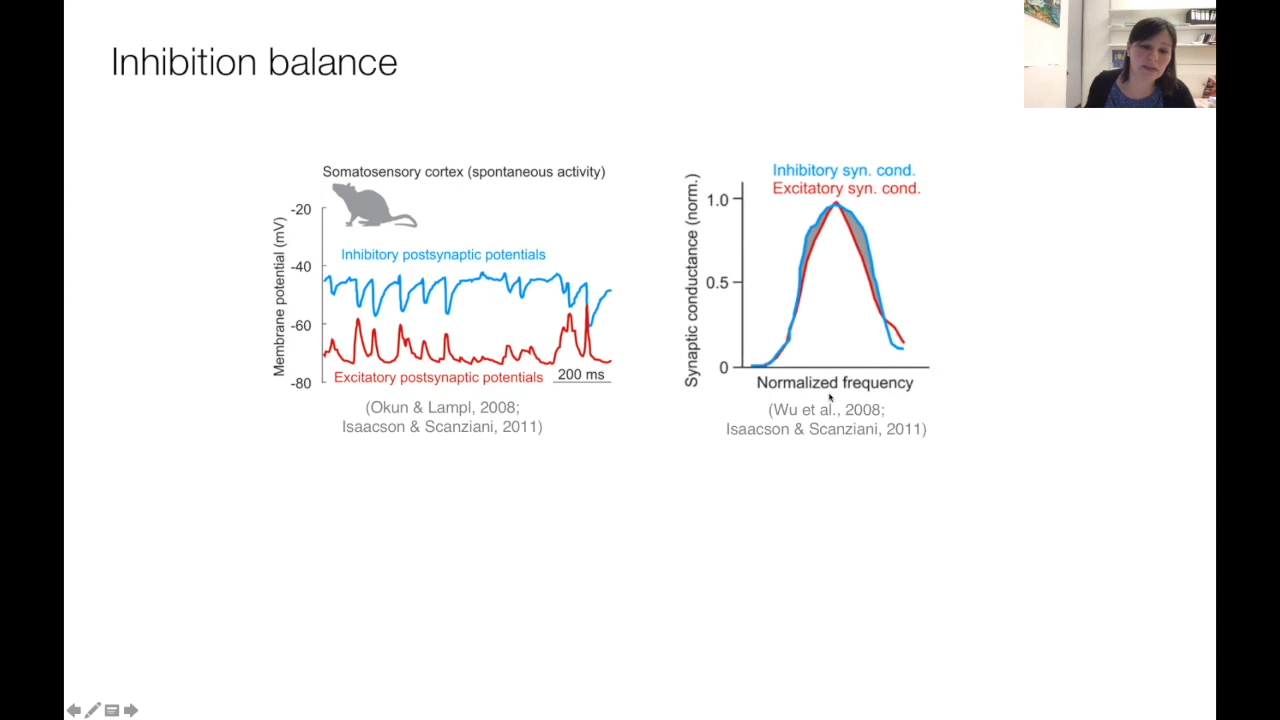 Inhibition balance
Somatosensory cortex (spontaneous activity)
Membrane potential (mV)
-20
-40
-60
-80
Inhibitory postsynaptic potentials
Excitatory postsynaptic potentials
200 ms
(Okun & Lampl, 2008;
Isaacson & Scanziani, 2011)
Inhibitory syn. cond.
Excitatory syn. cond.
Synaptic conductance (norm.)
1.0
0.5
0
Normalized frequency
(Wu et al., 2008;
Isaacson & Scanziani, 2011)